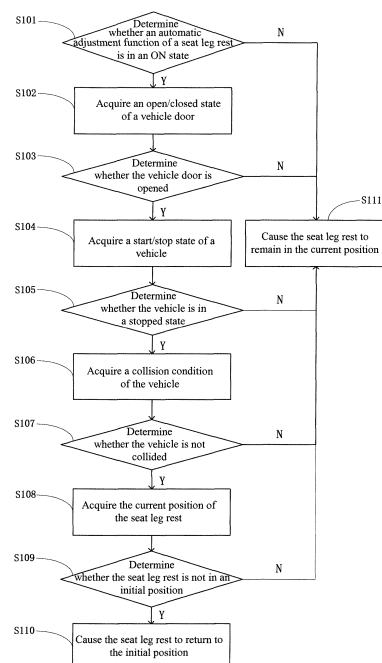 S101
Determine
whether an automatic
adjustment function of a seat leg rest
is in an ON state
N
Y
S102
Acquire an open/closed state
of a vehicle door
S103
Determine
whether the vehicle door is
opened
N
Y
S111
Cause the seat leg rest to
remain in the current position
S104
Acquire a start/stop state of a
vehicle
S105
Determine
whether the vehicle is in
a stopped state
N
Y
S106
Acquire a collision condition
of the vehicle
S107
Determine
whether the vehicle is not
collided
N
Y
S108
Acquire the current position of
the seat leg rest
S109
Determine
whether the seat leg rest is not in an
initial position
N
Y
S110
Cause the seat leg rest to return to
the initial position